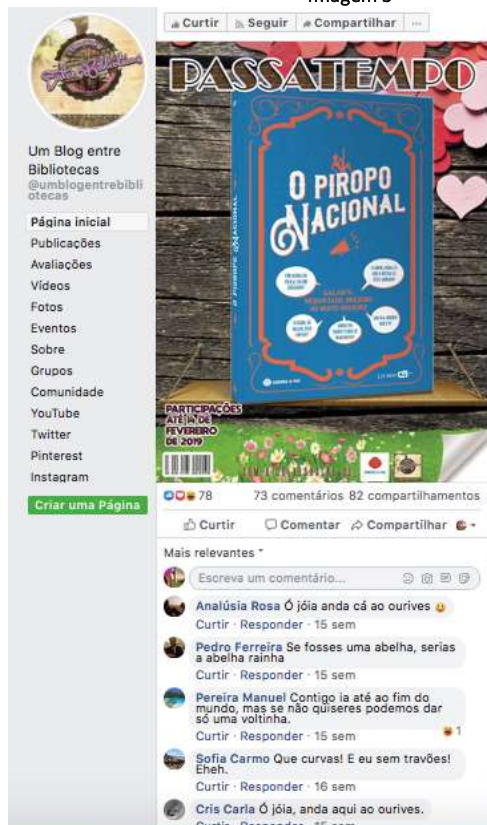 Imagem 3
Curtir Seguir Compartilhar ...
PASSATEMPO
O PIROPO NACIONAL
O PIROPO
NACIONAL
PARTICIPAÇÕES
ATÉ 14 DE
FEVEREIRO
DE 2019
Um Blog entre
Bibliotecas
@umblogentrebibli
otecas
Página inicial
Publicações
Avaliações
Vídeos
Fotos
Eventos
Sobre
Grupos
Comunidade
YouTube
Twitter
Pinterest
Instagram
Criar uma Página
78 73 comentários 82 compartilhamentos
Curtir Comentar Compartilhar
Mais relevantes
Escreva um comentário...
Analúsia Rosa Ó jóia anda cá ao ourives
Curtir · Responder · 15 sem
Pedro Ferreira Se fosses uma abelha, serias
a abelha rainha
Curtir · Responder · 15 sem
Pereira Manuel Contigo ia até ao fim do
mundo, mas se não quiseres podemos dar
só uma voltinha.
1
Curtir · Responder · 15 sem
Sofia Carmo Que curvas! E eu sem travões!
Eheh.
Curtir · Responder · 16 sem
Cris Carla Ó jóia, anda aqui ao ourives.